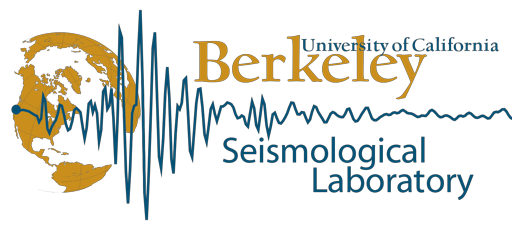 University of California
Berkeley
Seismological
Laboratory